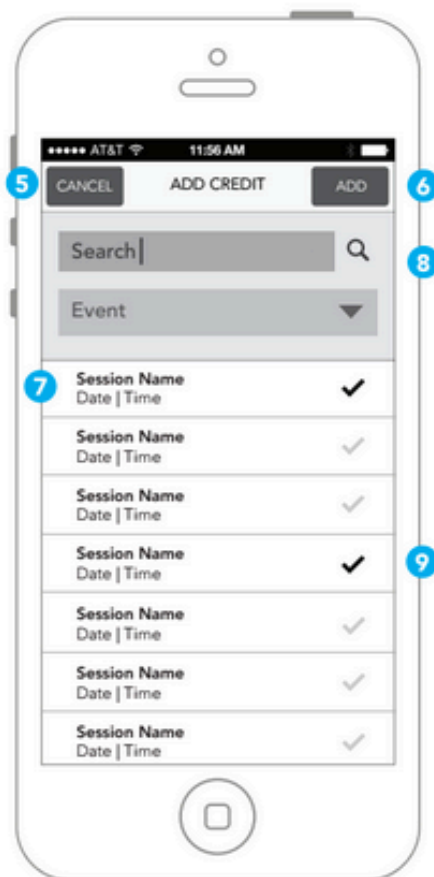 AT&T 11:56 AM
5 CANCEL ADD CREDIT ADD 6
Search 8
Event
7 Session Name
Date | Time
Session Name
Date | Time
Session Name
Date | Time
Session Name
Date | Time 9
Session Name
Date | Time
Session Name
Date | Time
Session Name
Date | Time